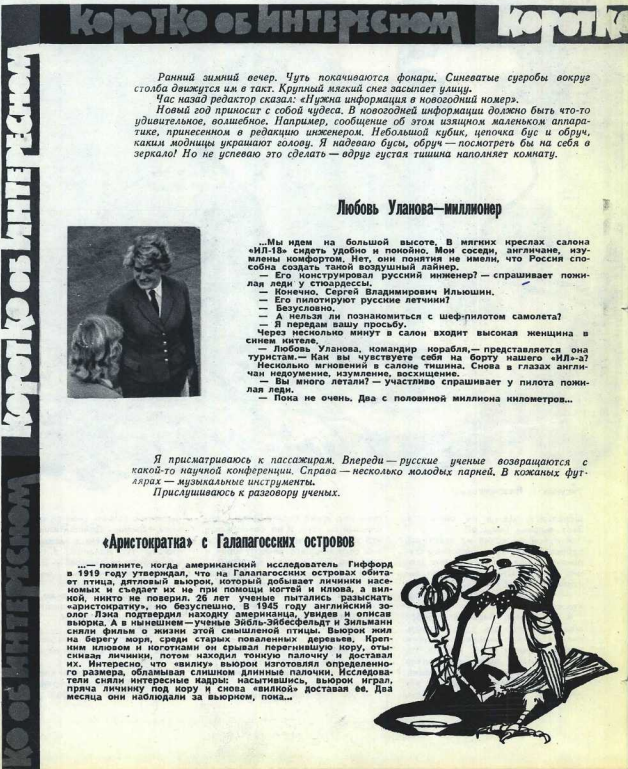 КОРОТКО ОБ ИНТЕРЕСНОМ КОРОТКО
КОРОТКО ОБ ИНТЕРЕСНОМ
КО ОБ ИНТЕРЕСНОМ
Ранний зимний вечер. Чуть покачиваются фонари. Синеватые сугробы вокруг
столба движутся им в такт. Крупный мягкий снег засыпает улицу.
Час назад редактор сказал: «Нужна информация в новогодний номер».
Новый год приносит с собой чудеса. В новогодней информации должно быть что-то
удивительное, волшебное. Например, сообщение об этом изящном маленьком аппара-
тике, принесенном в редакцию инженером. Небольшой кубик, цепочка бус и обруч,
каким модницы украшают голову. Я надеваю бусы, обруч — посмотреть бы на себя в
зеркало! Но не успеваю это сделать — вдруг густая тишина наполняет комнату.
Любовь Уланова—миллионер
...Мы идем на большой высоте. В мягких креслах салона
«ИЛ-18» сидеть удобно и покойно. Мои соседи, англичане, изу-
млены комфортом. Нет, они понятия не имели, что Россия спо-
собна создать такой воздушный лайнер.
— Его конструировал русский инженер? — спрашивает пожи-
лая леди у стюардессы.
— Конечно. Сергей Владимирович Ильюшин.
— Его пилотируют русские летчики?
— Безусловно.
— А нельзя ли познакомиться с шеф-пилотом самолета?
— Я передам вашу просьбу.
Через несколько минут в салон входит высокая женщина в
синем кителе.
— Любовь Уланова, командир корабля,— представляется она
туристам.— Как вы чувствуете себя на борту нашего «ИЛ»-а?
Несколько мгновений в салоне тишина. Снова в глазах англи-
чан недоумение, изумление, восхищение.
— Вы много летали? — участливо спрашивает у пилота пожи-
лая леди.
— Пока не очень. Два с половиной миллиона километров...
Я присматриваюсь к пассажирам. Впереди — русские ученые возвращаются с
какой-то научной конференции. Справа — несколько молодых парней. В кожаных фут-
лярах — музыкальные инструменты.
Прислушиваюсь к разговору ученых.
«Аристократка» с Галапагосских островов
...— помните, когда американский исследователь Гиффорд
в 1919 году утверждал, что на Галапагосских островах обита-
ет птица, дятловый вьюрок, который добывает личинки насе-
комых и съедает их не при помощи когтей и клюва, а вил-
кой, никто не поверил. 26 лет ученые пытались разыскать
«аристократку», но безуспешно. В 1945 году английский зо-
олог Лэка подтвердил находку американца, увидев и описав
вьюрка. А в нынешнем — ученые Эйбль-Эйбесфельдт и Зильманн
сняли фильм о жизни этой смышленой птицы. Вьюрок жил
на берегу моря, среди старых поваленных деревьев. Креп-
ким клювом и коготками он срывал перегнившую кору, оты-
скивал личинки, потом находил тонкую палочку и доставал
их. Интересно, что «вилку» вьюрок изготовлял определенно-
го размера, обламывая слишком длинные палочки. Исследова-
тели сняли интересные кадры: насытившись, вьюрок играл,
пряча личинку под кору и снова «вилкой» доставая ее. Два
месяца они наблюдали за вьюрком, пока...